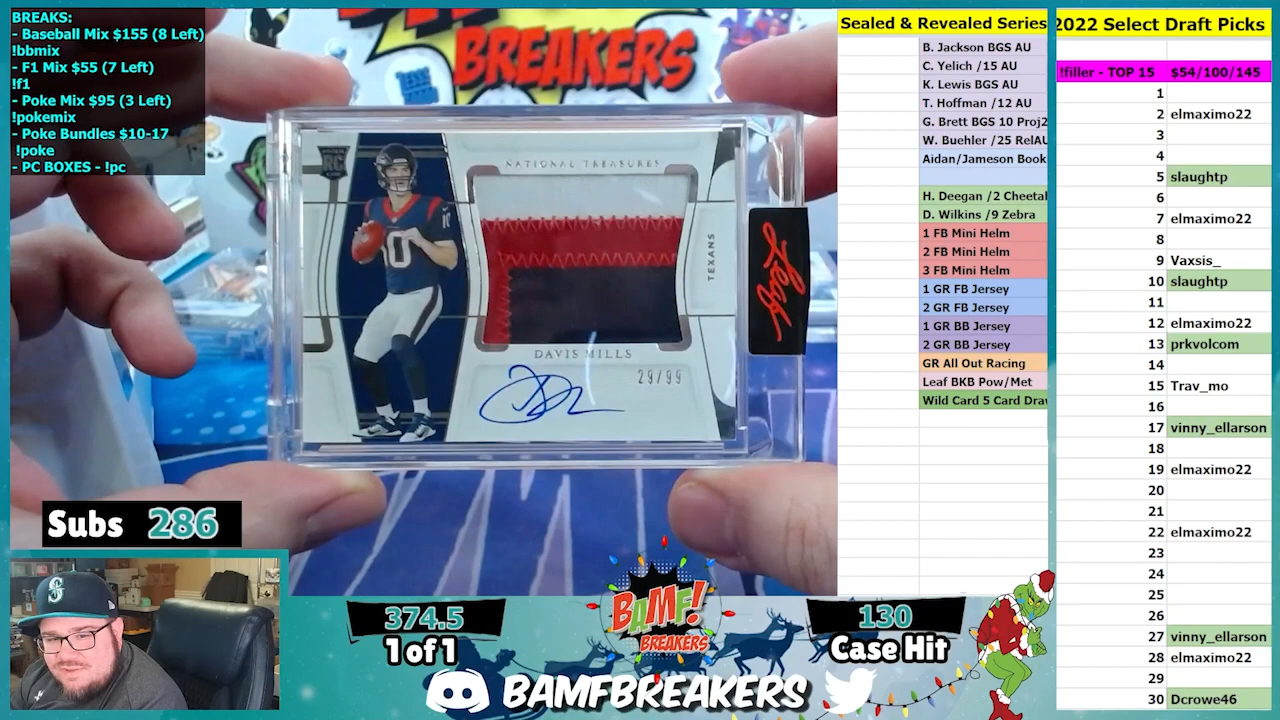 BREAKS:
- Baseball Mix $155 (8 Left)
!bbmix
- F1 Mix $55 (7 Left)
!f1
- Poke Mix $95 (3 Left)
!pokemix
- Poke Bundles $10-17
!poke
- PC BOXES - !pc
BREAKERS
RC
NATIONAL TREASURES
10
TEXANS
DAVIS MILLS
29/99
Leaf
Subs 286
374.5
1 of 1
BAMF!
BREAKERS
130
Case Hit
BAMFBREAKERS
Sealed & Revealed Series
B. Jackson BGS AU
C. Yelich /15 AU
K. Lewis BGS AU
T. Hoffman /12 AU
G. Brett BGS 10 Proj2
W. Buehler /25 RelAU
Aidan/Jameson Book
H. Deegan /2 Cheetal
D. Wilkins /9 Zebra
1 FB Mini Helm
2 FB Mini Helm
3 FB Mini Helm
1 GR FB Jersey
2 GR FB Jersey
1 GR BB Jersey
2 GR BB Jersey
GR All Out Racing
Leaf BKB Pow/Met
Wild Card 5 Card Draw
2022 Select Draft Picks
!filler - TOP 15 $54/100/145
1
2 elmaximo22
3
4
5 slaughtp
6
7 elmaximo22
8
9 Vaxsis_
10 slaughtp
11
12 elmaximo22
13 prkvolcom
14
15 Trav_mo
16
17 vinny_ellarson
18
19 elmaximo22
20
21
22 elmaximo22
23
24
25
26
27 vinny_ellarson
28 elmaximo22
29
30 Dcrowe46